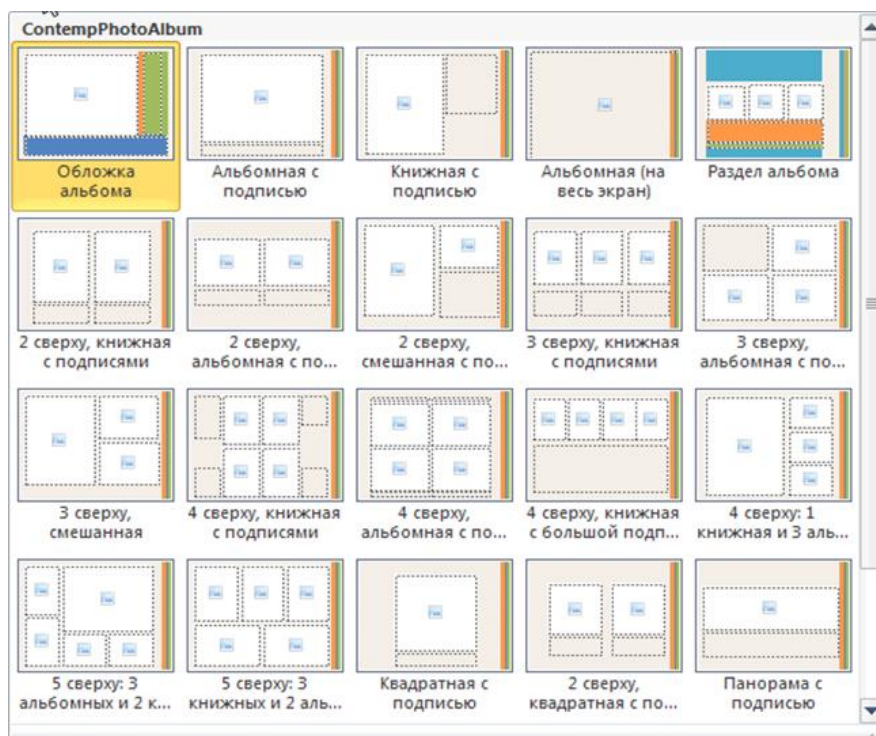 ContempPhotoAlbum
Обложка
альбома
Альбомная с
подписью
Книжная с
подписью
Альбомная (на
весь экран)
Раздел альбома
2 сверху, книжная
с подписями
2 сверху,
альбомная с по...
2 сверху,
смешанная с по...
3 сверху, книжная
с подписями
3 сверху,
альбомная с по...
3 сверху,
смешанная
4 сверху, книжная
с подписями
4 сверху,
альбомная с по...
4 сверху, книжная
с большой подп...
4 сверху: 1
книжная и 3 аль...
5 сверху: 3
альбомных и 2 к...
5 сверху: 3
книжных и 2 аль...
Квадратная с
подписью
2 сверху,
квадратная с по...
Панорама с
подписью